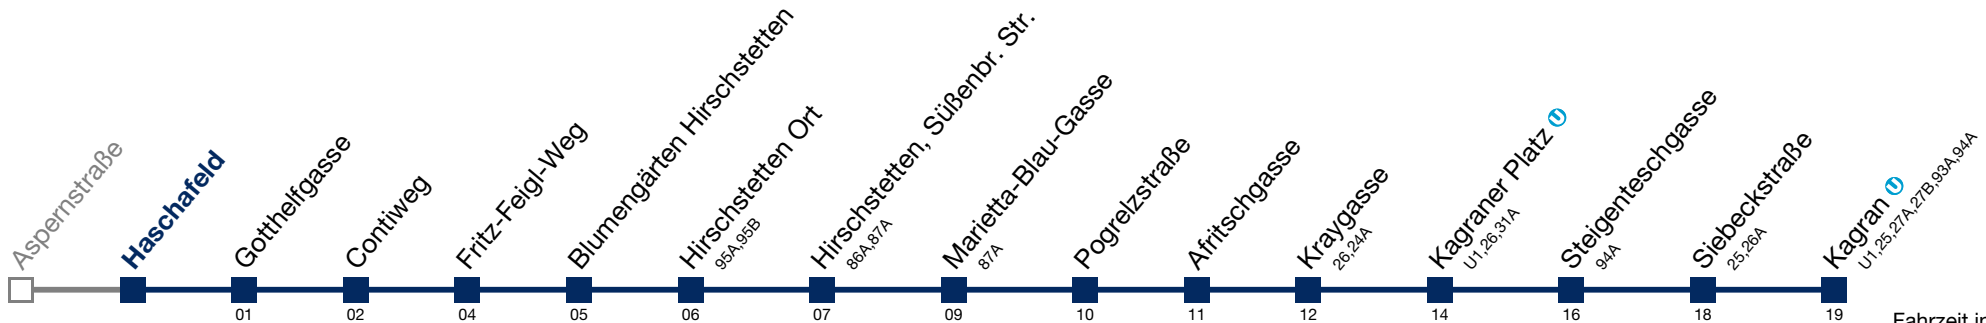 Aspernstraße
Haschafeld
Gotthelfgasse
Contiweg
Fritz-Feigl-Weg
Blumengärten Hirschstetten
Hirschstetten Ort
95A,95B
Hirschstetten, Süßenbr. Str.
86A,87A
Marietta-Blau-Gasse
87A
Pogrelzstraße
Afritschgasse
Kraygasse
26,24A
Kagraner Platz U
U1,26,31A
Steigenteschgasse
94A
Siebeckstraße
25,26A
Kagran U
U1,25,27A,27B,93A,94A
01 02 04 05 06 07 09 10 11 12 14 16 18 19
Fahrzeit